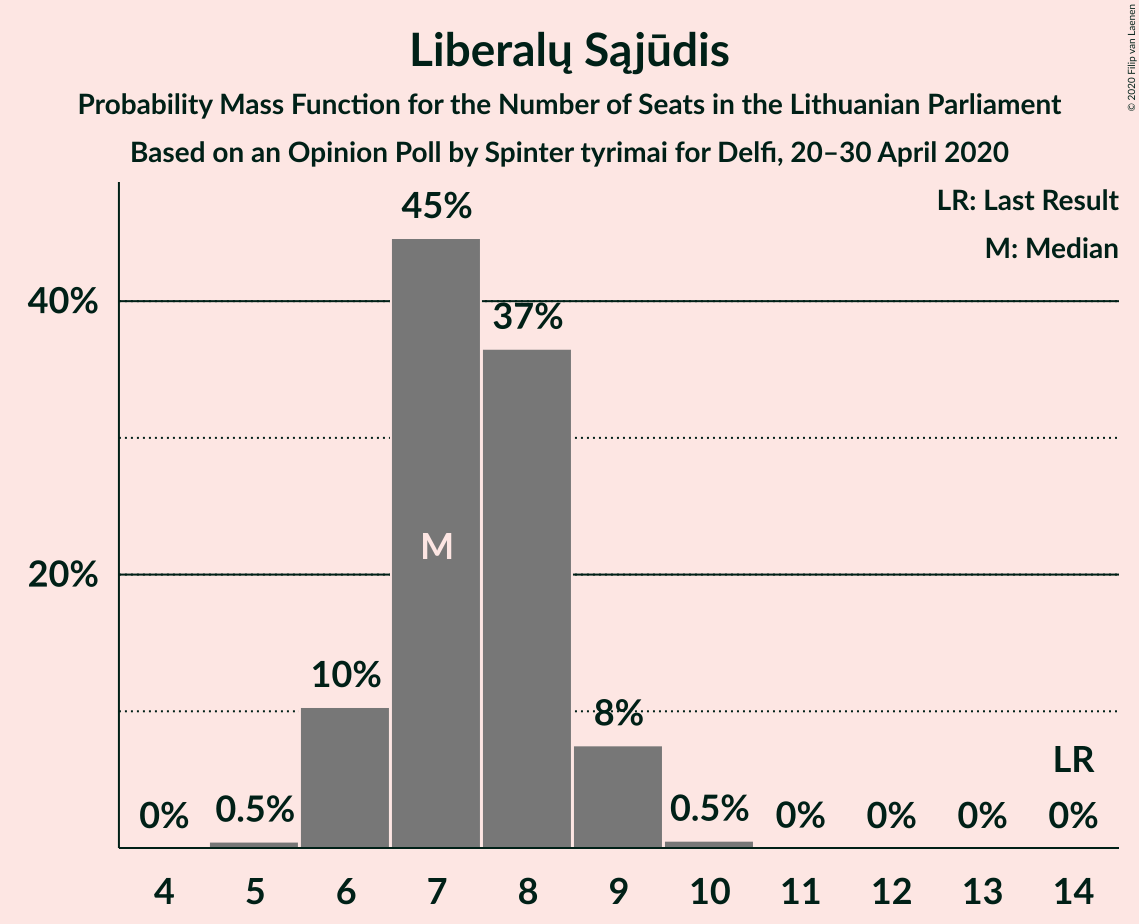 Liberalų Sąjūdis
Probability Mass Function for the Number of Seats in the Lithuanian Parliament
Based on an Opinion Poll by Spinter tyrimai for Delfi, 20–30 April 2020
© 2020 Filip van Laenen
LR: Last Result
M: Median
45%
40%
37%
M
20%
10%
8%
LR
0% 0.5% 0.5% 0% 0% 0% 0%
4 5 6 7 8 9 10 11 12 13 14